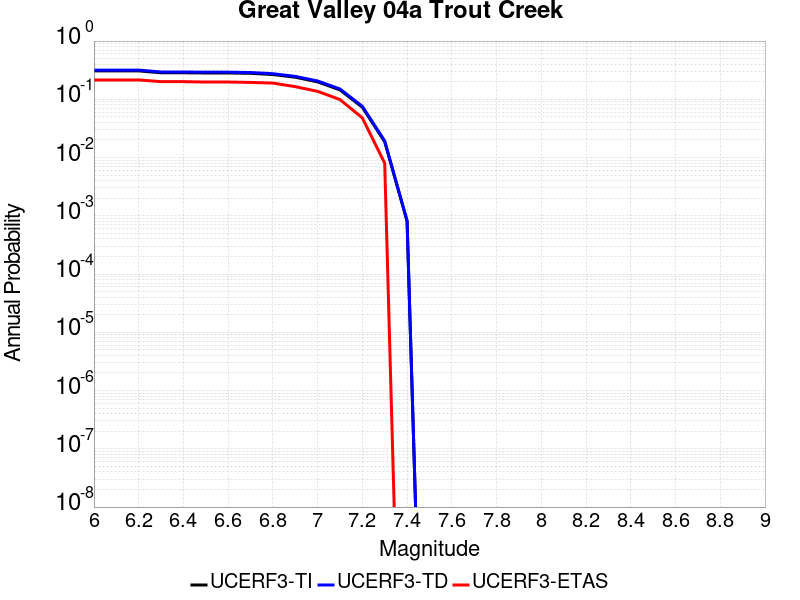 Great Valley 04a Trout Creek
10^0
10^-1
10^-2
10^-3
10^-4
10^-5
10^-6
10^-7
10^-8
Annual Probability
6 6.2 6.4 6.6 6.8 7 7.2 7.4 7.6 7.8 8 8.2 8.4 8.6 8.8 9
Magnitude
UCERF3-TI UCERF3-TD UCERF3-ETAS